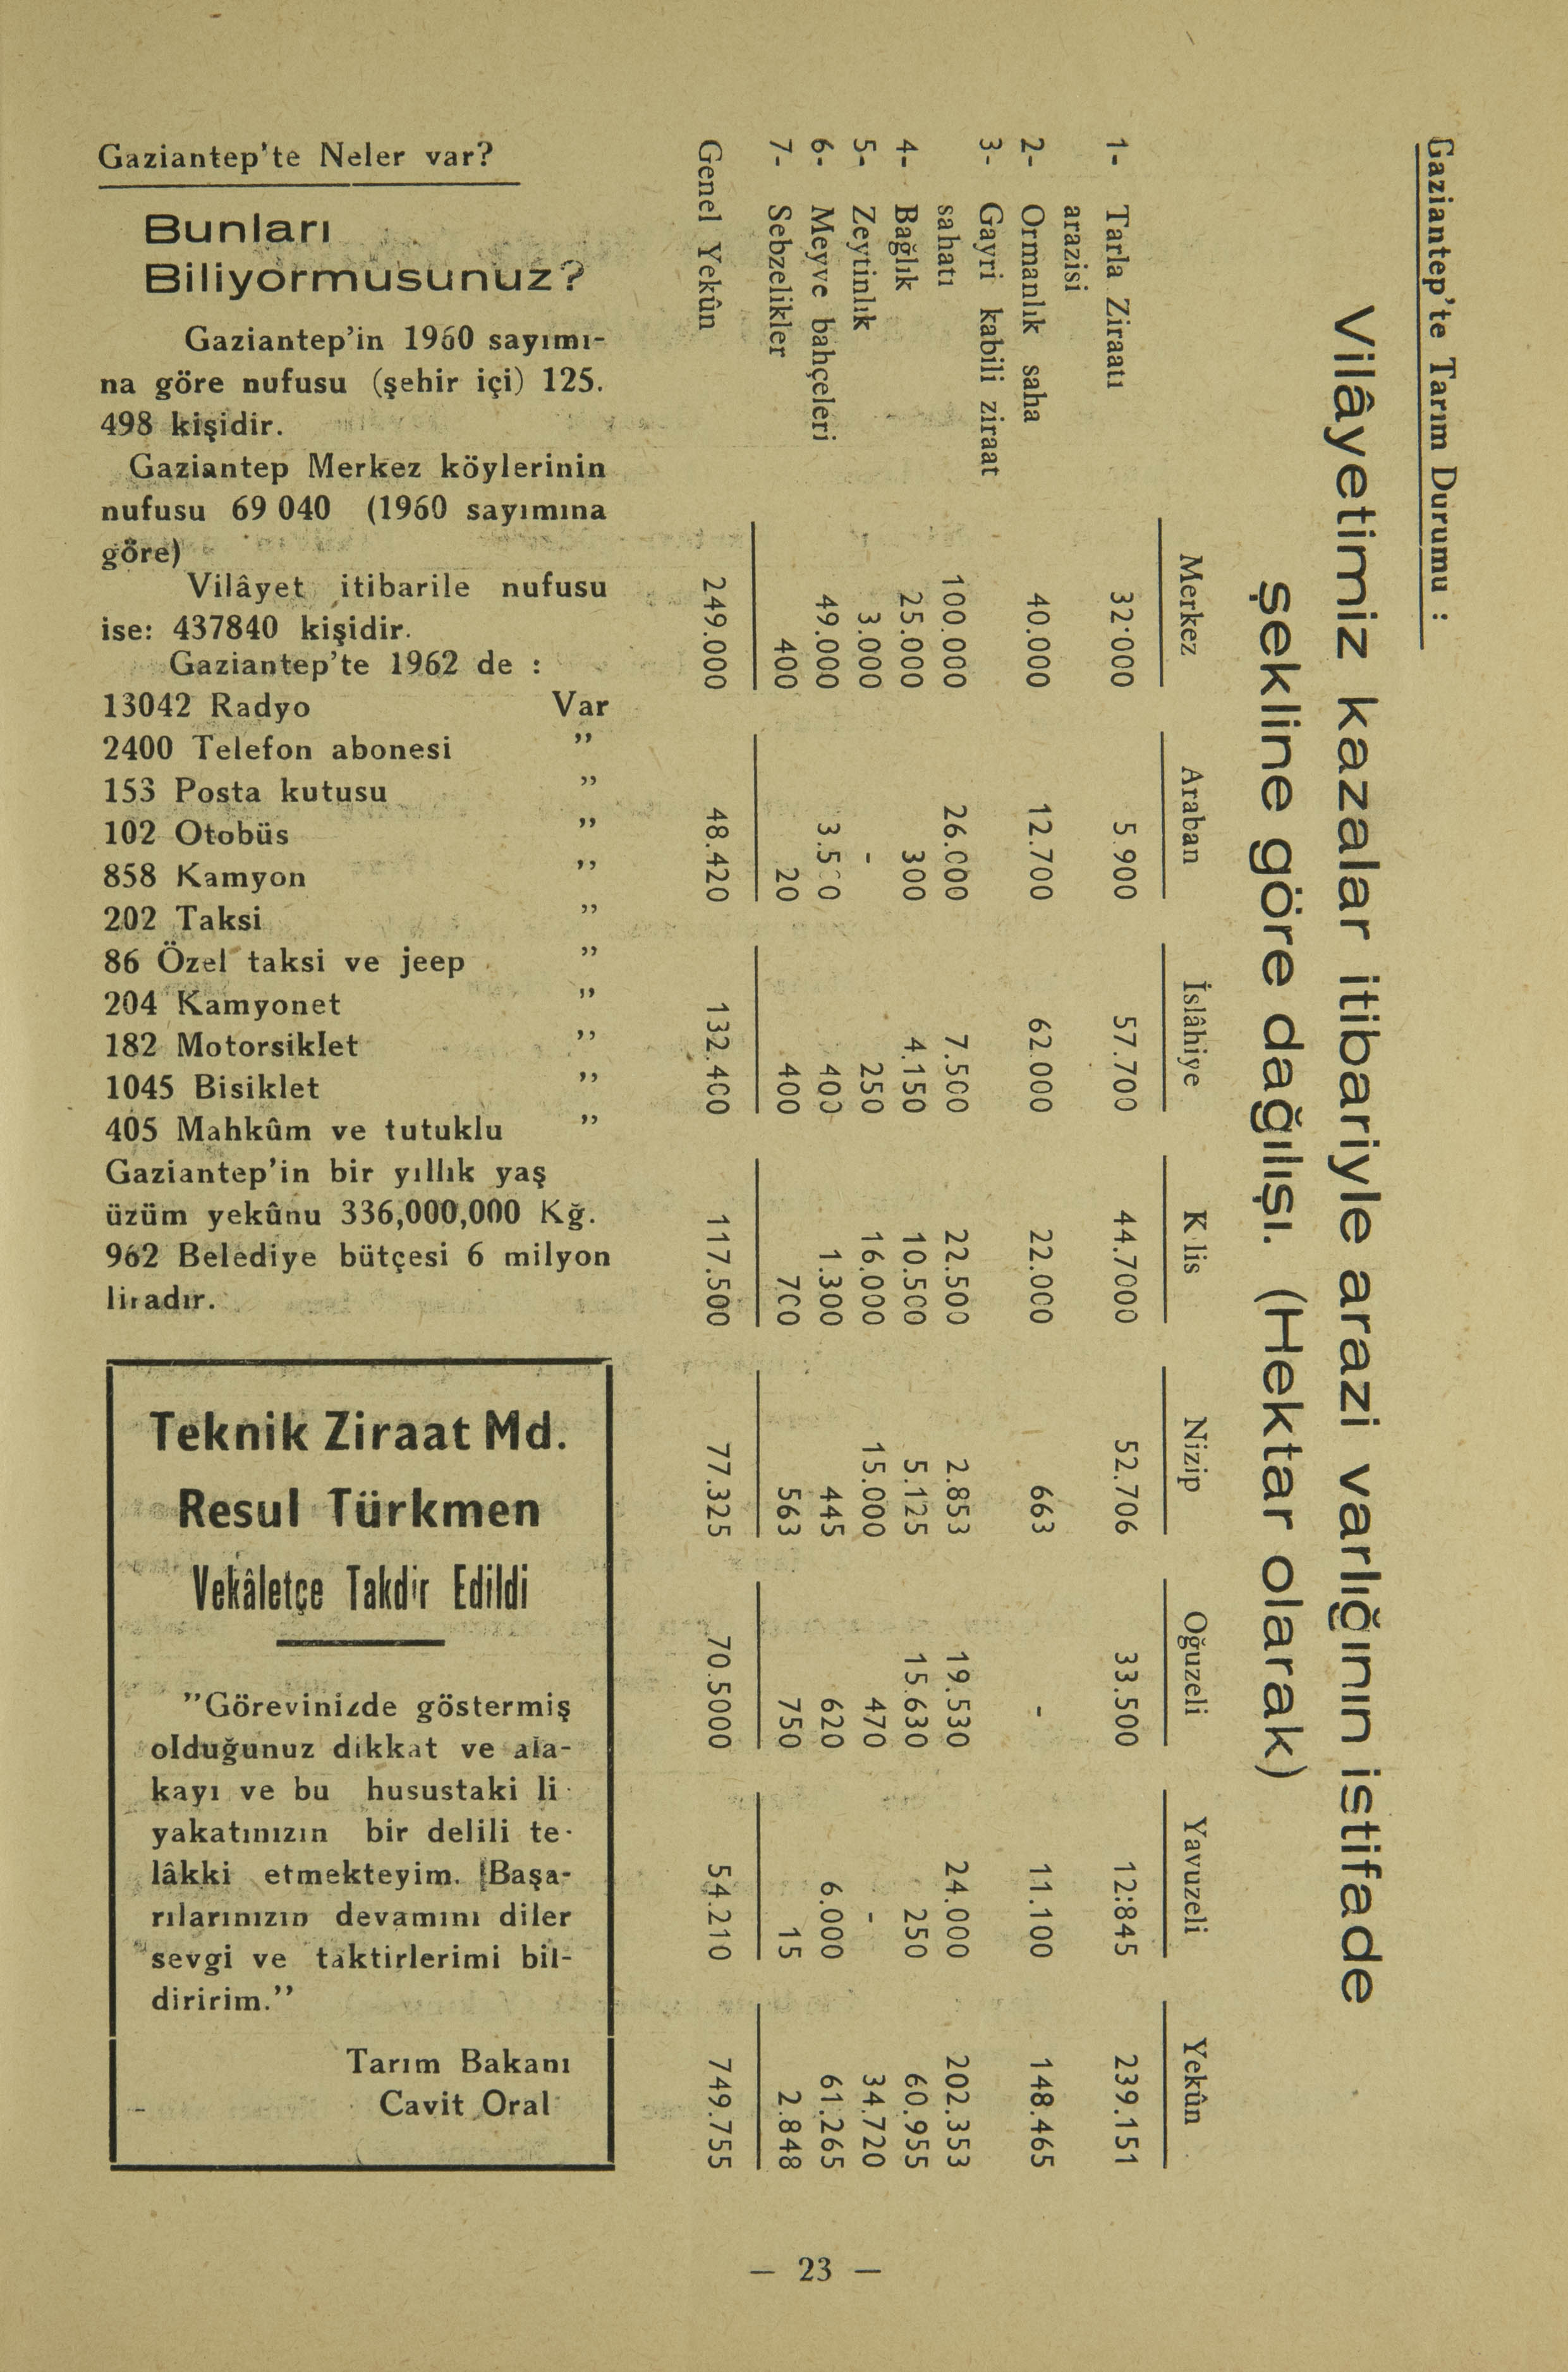 Gaziantep'te Neler var?
Bunları
Biliyormusunuz?
Gaziantep'in 1960 sayımı-
na göre nufusu (şehir içi) 125.
498 kişidir.
Gaziantep Merkez köylerinin
nufusu 69 040 (1960 sayımına
göre)
Vilâyet itibarile nufusu
ise: 437840 kişidir.
Gaziantep'te 1962 de :
13042 Radyo Var
2400 Telefon abonesi ,,
153 Posta kutusu ,,
102 Otobüs ,,
858 Kamyon ,,
202 Taksi ,,
86 Özel taksi ve jeep ,,
204 Kamyonet ,,
182 Motorsiklet ,,
1045 Bisiklet ,,
405 Mahkûm ve tutuklu ,,
Gaziantep'in bir yıllık yaş
üzüm yekûnu 336,000,000 Kğ.
962 Belediye bütçesi 6 milyon
liradır.
Teknik Ziraat Md.
Resul Türkmen
Vekâletçe Takdir Edildi
"Görevinizde göstermiş
olduğunuz dikkat ve ala-
kayı ve bu husustaki li-
yakatınızın bir delili te-
lâkki etmekteyim. Başa-
rılarınızın devamını diler
sevgi ve taktirlerimi bil-
diririm."
Tarım Bakanı
Cavit Oral
Gaziantep'te Tarım Durumu :
Vilâyetimiz kazalar itibariyle arazi varlığının istifade
şekline göre dağılışı. (Hektar olarak)
Merkez Araban İslâhiye K lis Nizip Oğuzeli Yavuzeli Yekûn
1- Tarla Ziraatı 32.000 5.900 57.700 44.7000 52.706 33.500 12:845 239.151
arazisi
2- Ormanlık saha 40.000 12.700 62.000 22.000 663 - 11.100 148.465
3- Gayri kabili ziraat
sahatı 100.000 26.000 7.500 22.500 2.853 19.530 24.000 202.353
4- Bağlık 25.000 300 4.150 10.500 5.125 15.630 250 60.955
5- Zeytinlık 3.000 - 250 16.000 15.000 470 - 34.720
6- Meyve bahçeleri 49.000 3.5 0 400 1.300 445 620 6.000 61.265
7- Sebzelikler 400 20 400 700 563 750 15 2.848
Genel Yekûn 249.000 48.420 132.400 117.500 77.325 70.5000 54.210 749.755
— 23 —